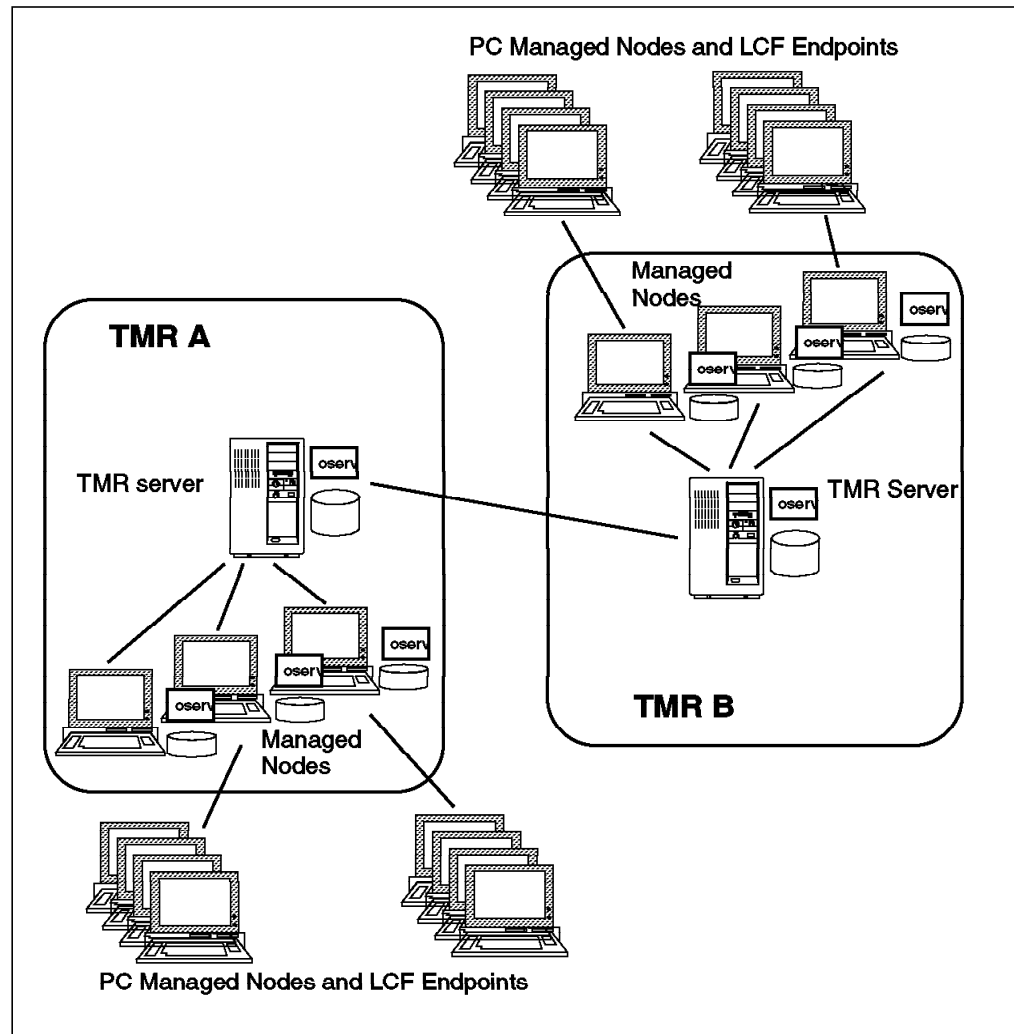 PC Managed Nodes and LCF Endpoints
Managed
Nodes
oserv
oserv
oserv
TMR A
TMR server
oserv
TMR Server
oserv
oserv
oserv
oserv
TMR B
Managed
Nodes
PC Managed Nodes and LCF Endpoints